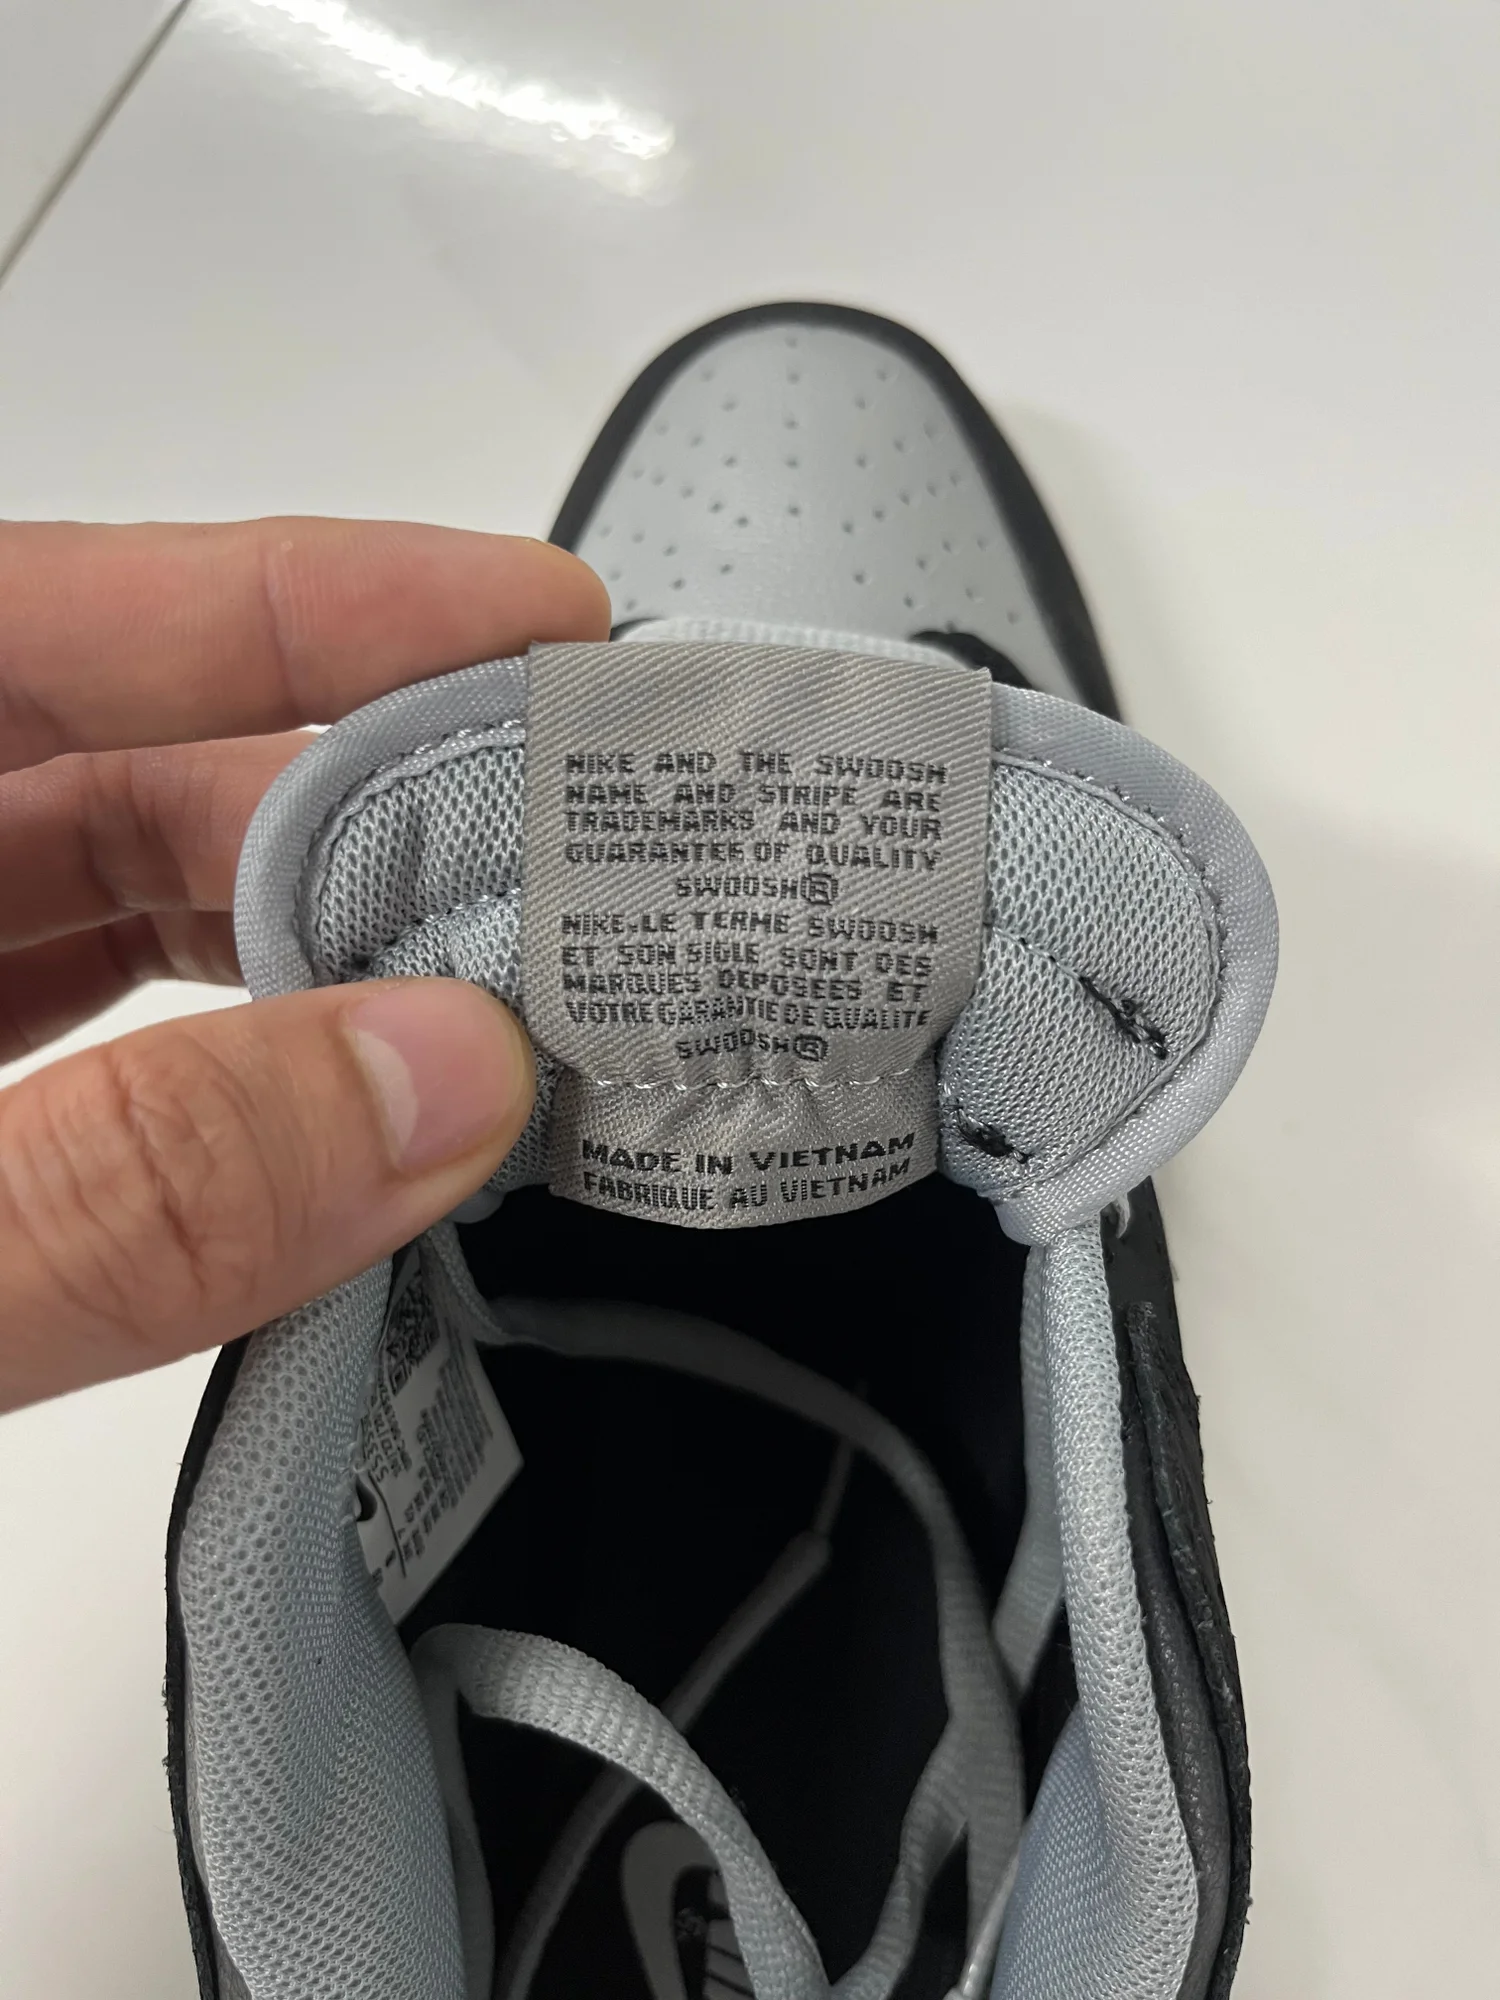 NIKE AND THE SWOOSH
NAME AND STRIPE ARE
TRADEMARKS AND YOUR
GUARANTEE OF QUALITY
SWOOSH®
NIKE, LE TERME SWOOSH
ET SON SIGLE SONT DES
MARQUES DEPOSEES ET
VOTRE GARANTIE DE QUALITE
SWOOSH®
MADE IN VIETNAM
FABRIQUE AU VIETNAM